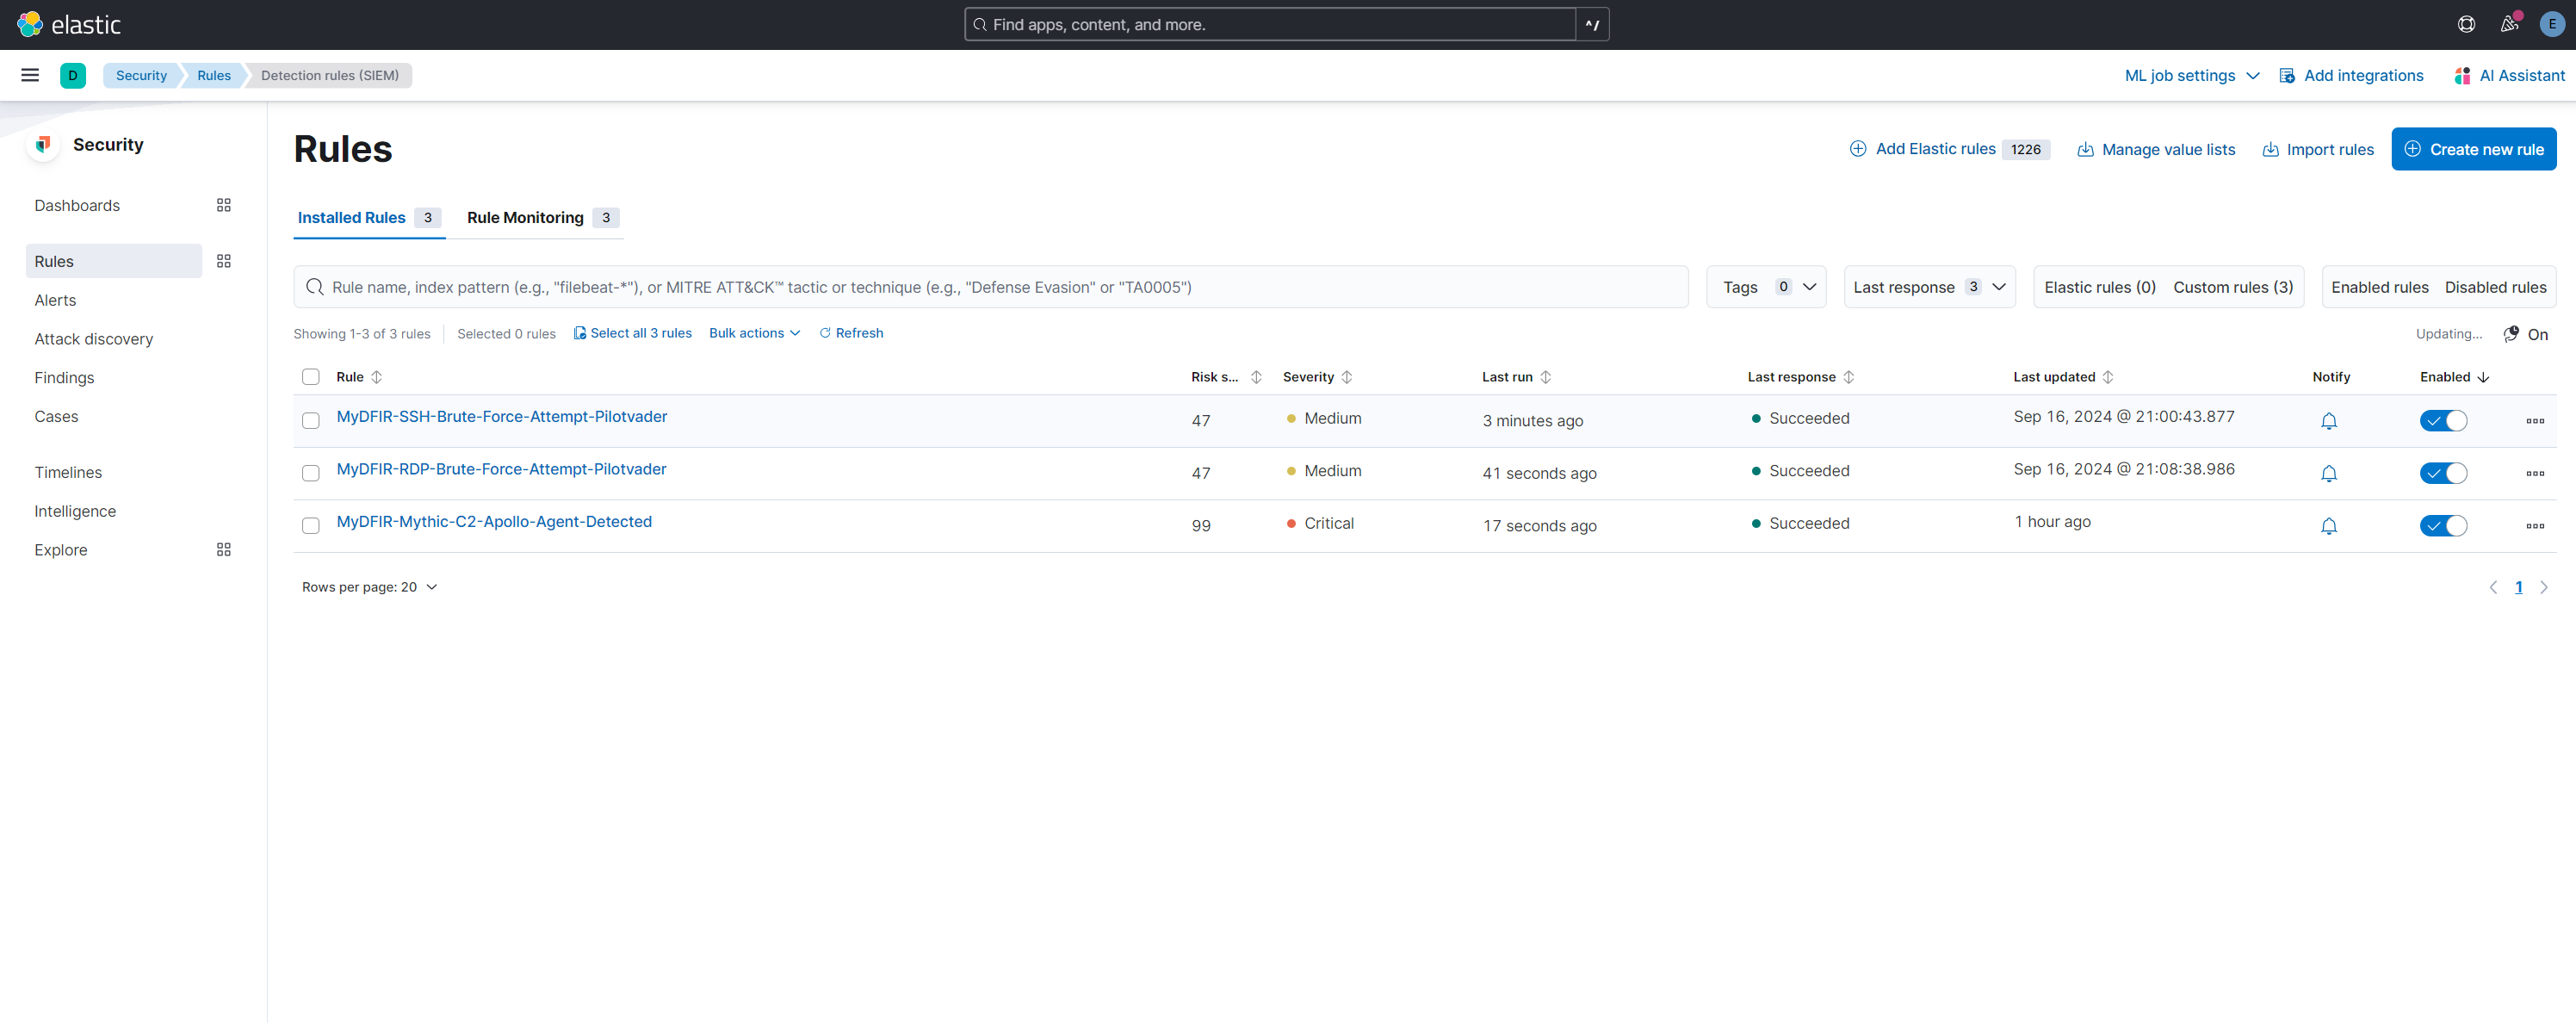 elastic
Find apps, content, and more.
^/
E
D
Security
Rules
Detection rules (SIEM)
ML job settings
Add integrations
AI Assistant
Security
Dashboards
Rules
Alerts
Attack discovery
Findings
Cases
Timelines
Intelligence
Explore
Rules
Add Elastic rules 1226
Manage value lists
Import rules
Create new rule
Installed Rules 3
Rule Monitoring 3
Rule name, index pattern (e.g., "filebeat-*"), or MITRE ATT&CK™ tactic or technique (e.g., "Defense Evasion" or "TA0005")
Tags 0
Last response 3
Elastic rules (0) Custom rules (3)
Enabled rules Disabled rules
Showing 1-3 of 3 rules
Selected 0 rules
Select all 3 rules
Bulk actions
Refresh
Updating...
On
Rule Risk s... Severity Last run Last response Last updated Notify Enabled
MyDFIR-SSH-Brute-Force-Attempt-Pilotvader 47 Medium 3 minutes ago Succeeded Sep 16, 2024 @ 21:00:43.877
MyDFIR-RDP-Brute-Force-Attempt-Pilotvader 47 Medium 41 seconds ago Succeeded Sep 16, 2024 @ 21:08:38.986
MyDFIR-Mythic-C2-Apollo-Agent-Detected 99 Critical 17 seconds ago Succeeded 1 hour ago
Rows per page: 20
1